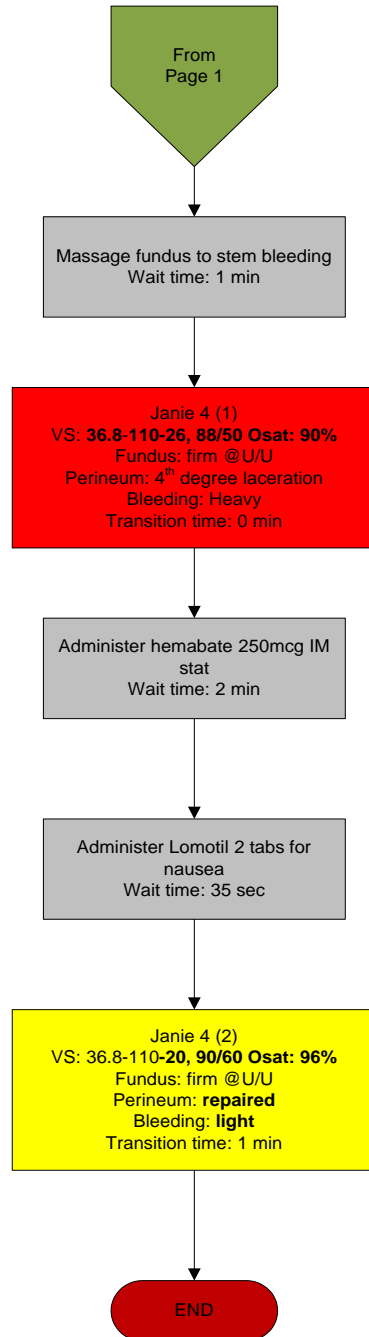 From
Page 1
Massage fundus to stem bleeding
Wait time: 1 min
Janie 4 (1)
VS: 36.8-110-26, 88/50 Osat: 90%
Fundus: firm @U/U
Perineum: 4th degree laceration
Bleeding: Heavy
Transition time: 0 min
Administer hemabate 250mcg IM
stat
Wait time: 2 min
Administer Lomotil 2 tabs for
nausea
Wait time: 35 sec
Janie 4 (2)
VS: 36.8-110-20, 90/60 Osat: 96%
Fundus: firm @U/U
Perineum: repaired
Bleeding: light
Transition time: 1 min
END